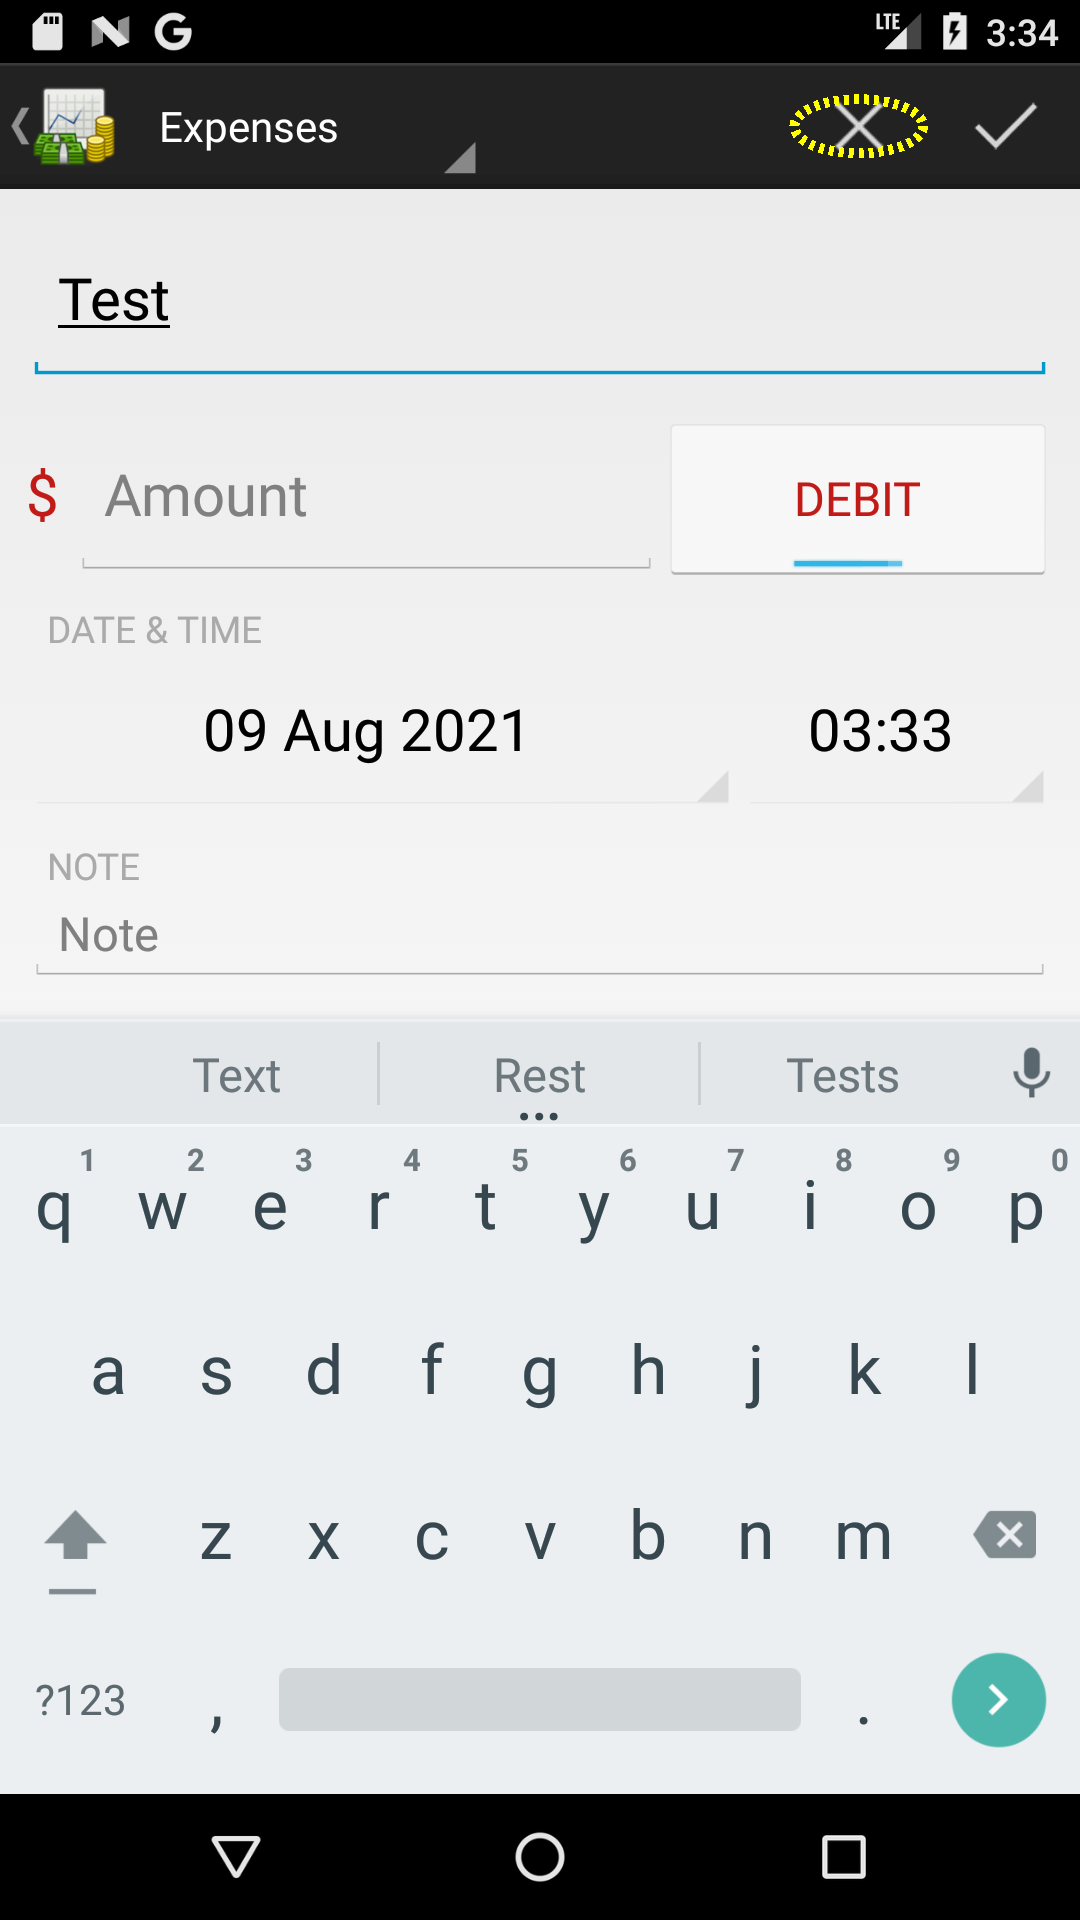 LTE 3:34
Expenses
Test
$ Amount DEBIT
DATE & TIME
09 Aug 2021 03:33
NOTE
Note
Text Rest Tests
1 2 3 4 5 6 7 8 9 0
q w e r t y u i o p
a s d f g h j k l
z x c v b n m
?123 , .